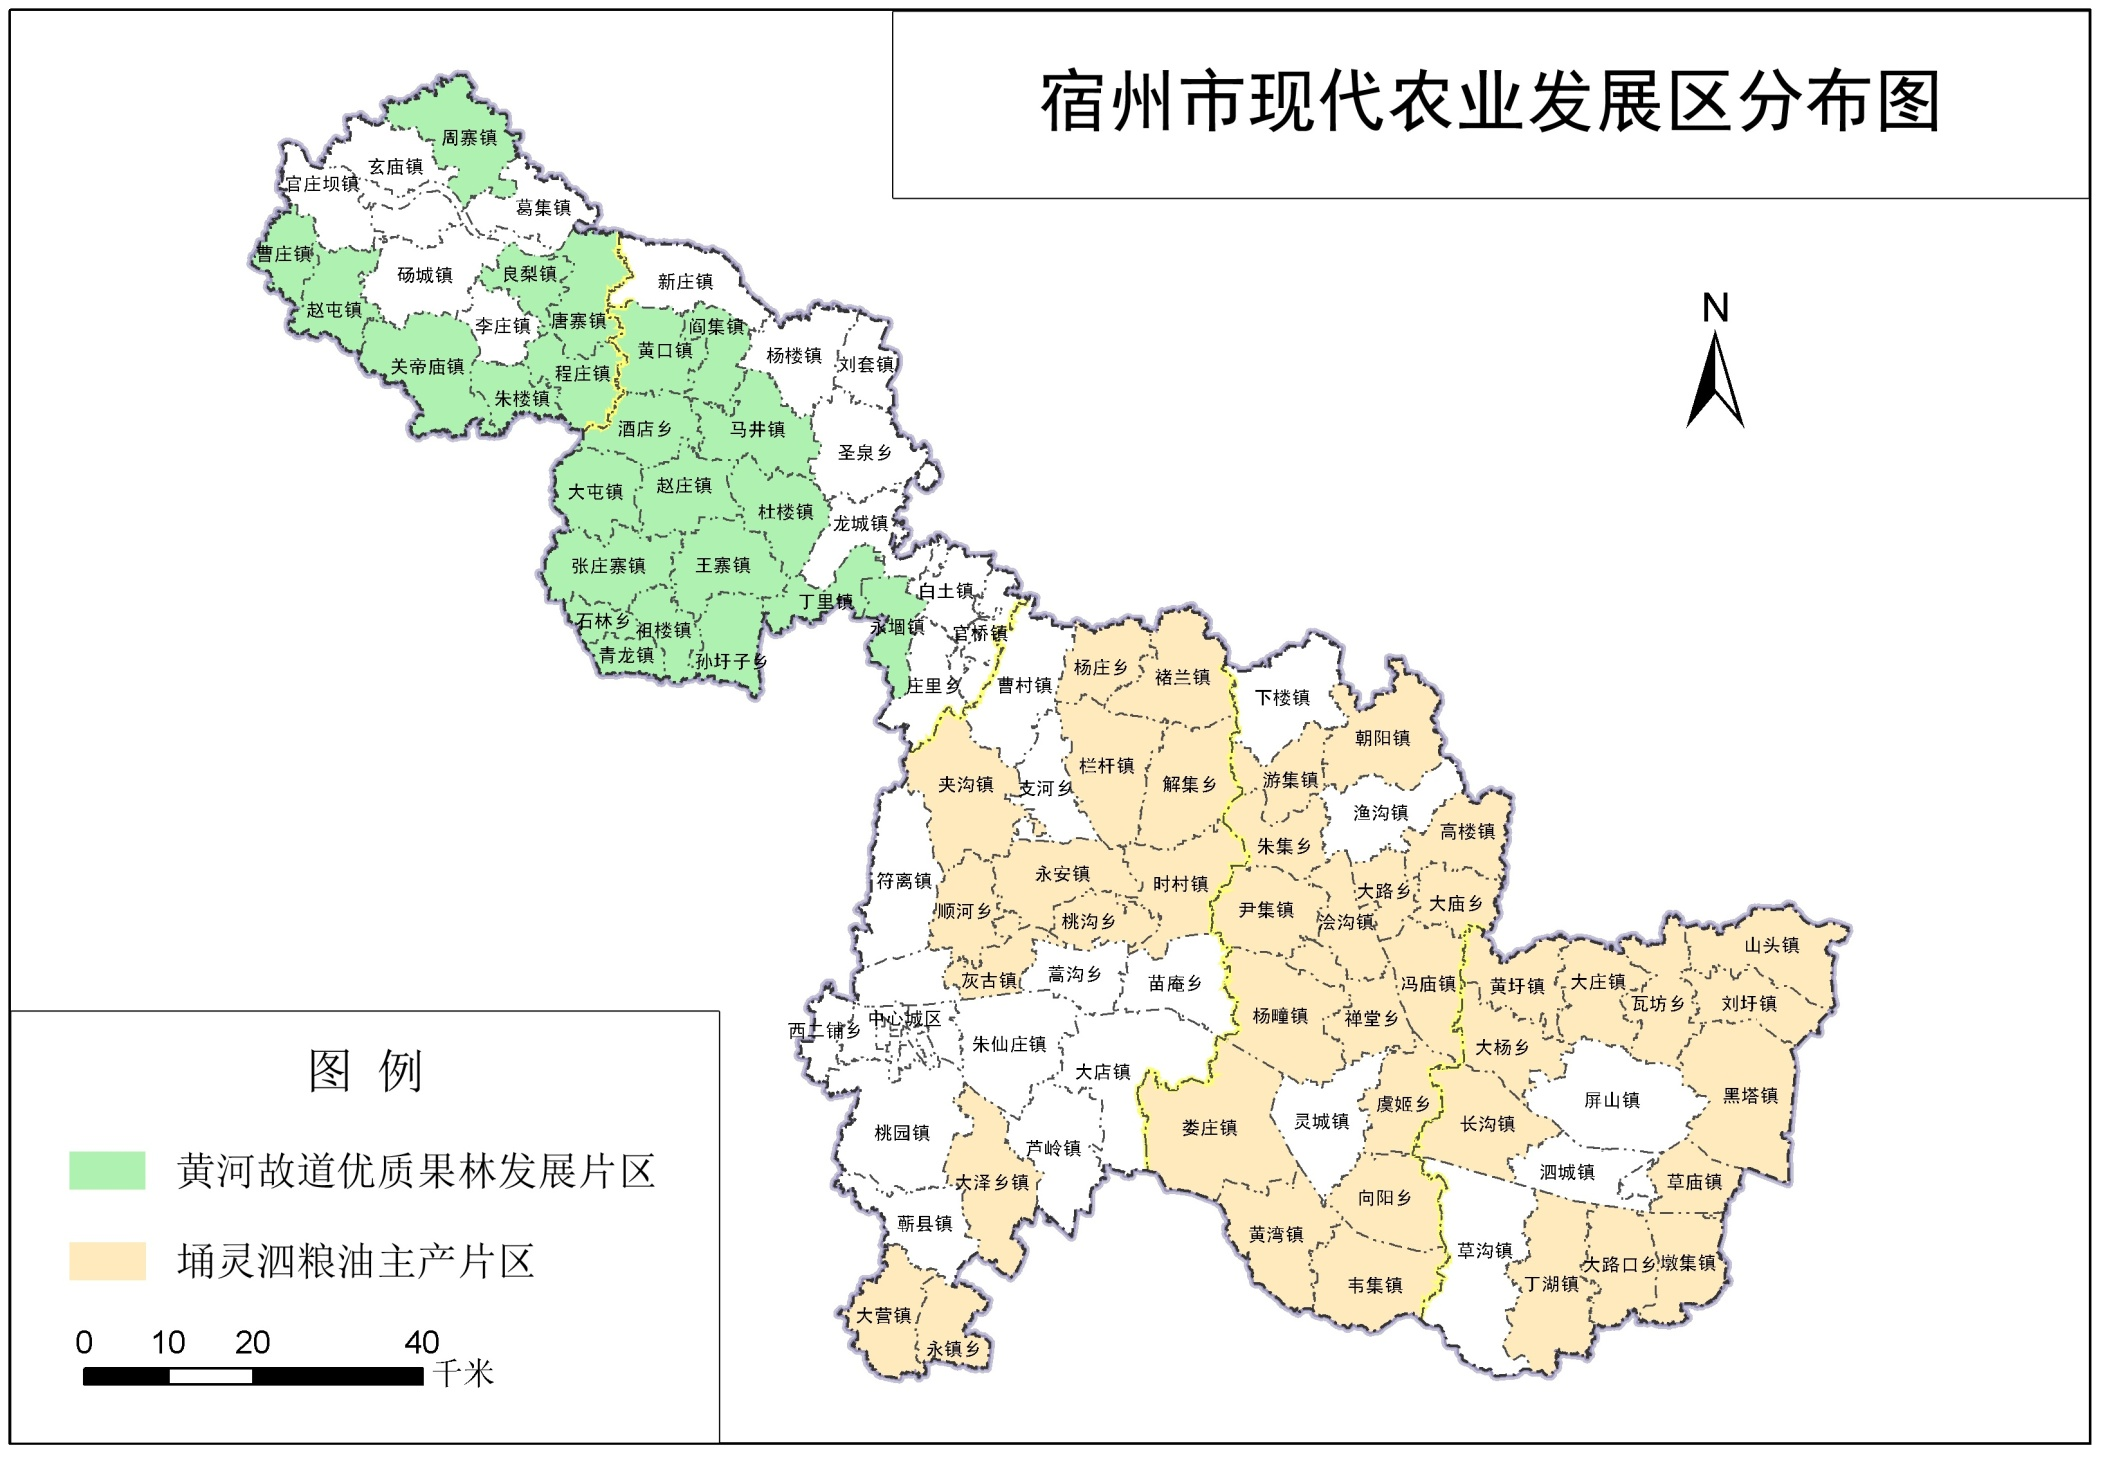 宿州市现代农业发展区分布图
N
周寨镇
玄庙镇
官庄坝镇
葛集镇
曹庄镇
砀城镇
良梨镇
新庄镇
赵屯镇
李庄镇
唐寨镇
阎集镇
黄口镇
杨楼镇
刘套镇
关帝庙镇
程庄镇
朱楼镇
酒店乡
马井镇
圣泉乡
大屯镇
赵庄镇
杜楼镇
龙城镇
张庄寨镇
王寨镇
白土镇
丁里镇
石林乡
祖楼镇
永堌镇
官桥镇
青龙镇
孙圩子乡
庄里乡
曹村镇
杨庄乡
褚兰镇
下楼镇
朝阳镇
夹沟镇
支河乡
栏杆镇
解集乡
游集镇
渔沟镇
高楼镇
朱集乡
符离镇
永安镇
时村镇
大路乡
大庙乡
顺河乡
桃沟乡
尹集镇
浍沟镇
山头镇
灰古镇
蒿沟乡
苗庵乡
冯庙镇
黄圩镇
大庄镇
瓦坊乡
刘圩镇
西二铺乡
中心城区
朱仙庄镇
杨疃镇
禅堂乡
大杨乡
大店镇
屏山镇
黑塔镇
桃园镇
芦岭镇
娄庄镇
灵城镇
虞姬乡
长沟镇
大泽乡镇
泗城镇
草庙镇
向阳乡
蕲县镇
黄湾镇
草沟镇
大路口乡
墩集镇
韦集镇
丁湖镇
大营镇
永镇乡
图 例
黄河故道优质果林发展片区
埇灵泗粮油主产片区
0 10 20 40
千米